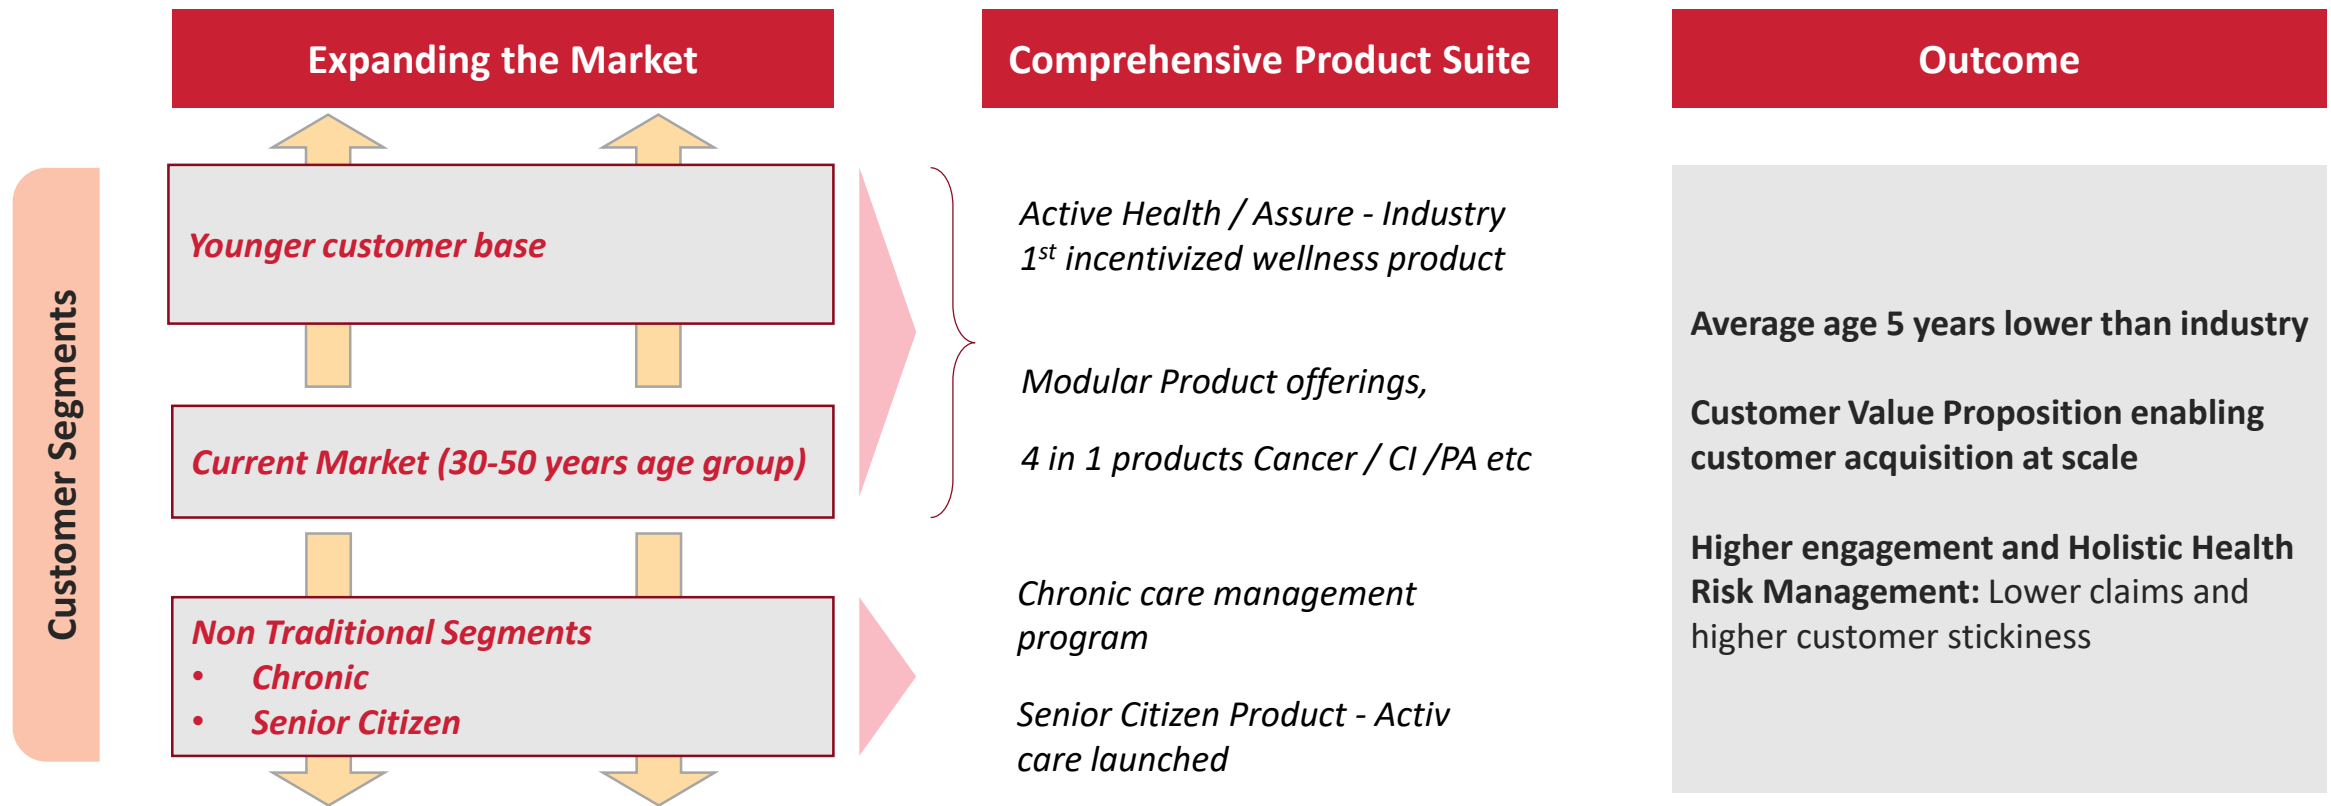 Expanding the Market
Comprehensive Product Suite
Outcome
Customer Segments
Younger customer base
Current Market (30-50 years age group)
Non Traditional Segments
• Chronic
• Senior Citizen
Active Health / Assure - Industry
1st incentivized wellness product
Modular Product offerings,
4 in 1 products Cancer / CI /PA etc
Chronic care management
program
Senior Citizen Product - Activ
care launched
Average age 5 years lower than industry
Customer Value Proposition enabling
customer acquisition at scale
Higher engagement and Holistic Health
Risk Management: Lower claims and
higher customer stickiness